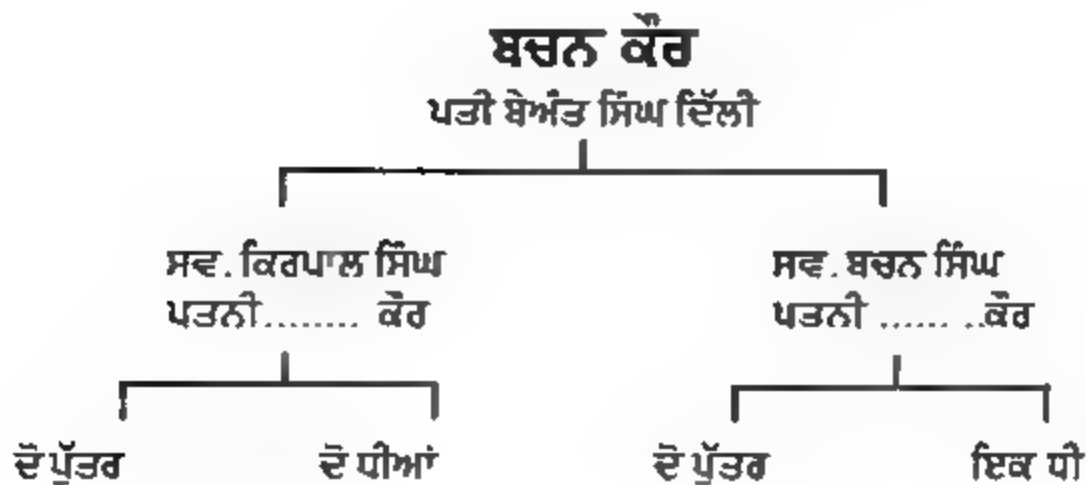 ਬਚਨ ਕੌਰ
ਪਤੀ ਬੇਅੰਤ ਸਿੰਘ ਦਿੱਲੀ
ਸਵ. ਕਿਰਪਾਲ ਸਿੰਘ
ਪਤਨੀ........ ਕੌਰ
ਸਵ. ਬਚਨ ਸਿੰਘ
ਪਤਨੀ ...... ..ਕੌਰ
ਦੋ ਪੁੱਤਰ
ਦੋ ਧੀਆਂ
ਦੋ ਪੁੱਤਰ
ਇਕ ਧੀ